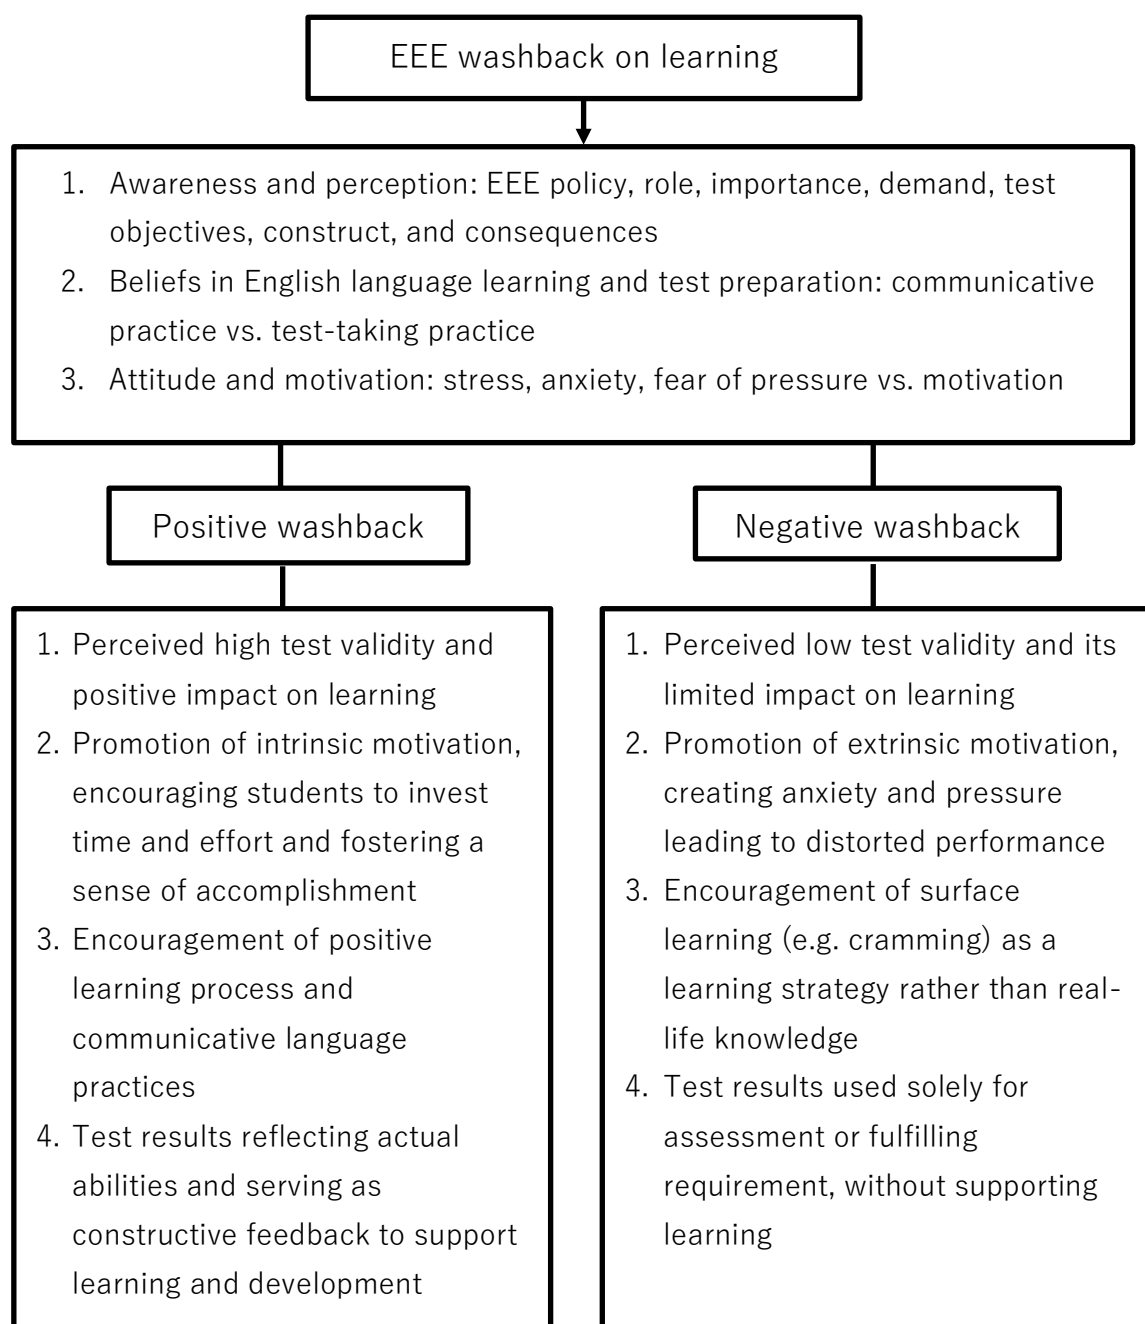 EEE washback on learning
1. Awareness and perception: EEE policy, role, importance, demand, test
objectives, construct, and consequences
2. Beliefs in English language learning and test preparation: communicative
practice vs. test-taking practice
3. Attitude and motivation: stress, anxiety, fear of pressure vs. motivation
Positive washback
Negative washback
1. Perceived high test validity and
positive impact on learning
2. Promotion of intrinsic motivation,
encouraging students to invest
time and effort and fostering a
sense of accomplishment
3. Encouragement of positive
learning process and
communicative language
practices
4. Test results reflecting actual
abilities and serving as
constructive feedback to support
learning and development
1. Perceived low test validity and its
limited impact on learning
2. Promotion of extrinsic motivation,
creating anxiety and pressure
leading to distorted performance
3. Encouragement of surface
learning (e.g. cramming) as a
learning strategy rather than real-
life knowledge
4. Test results used solely for
assessment or fulfilling
requirement, without supporting
learning